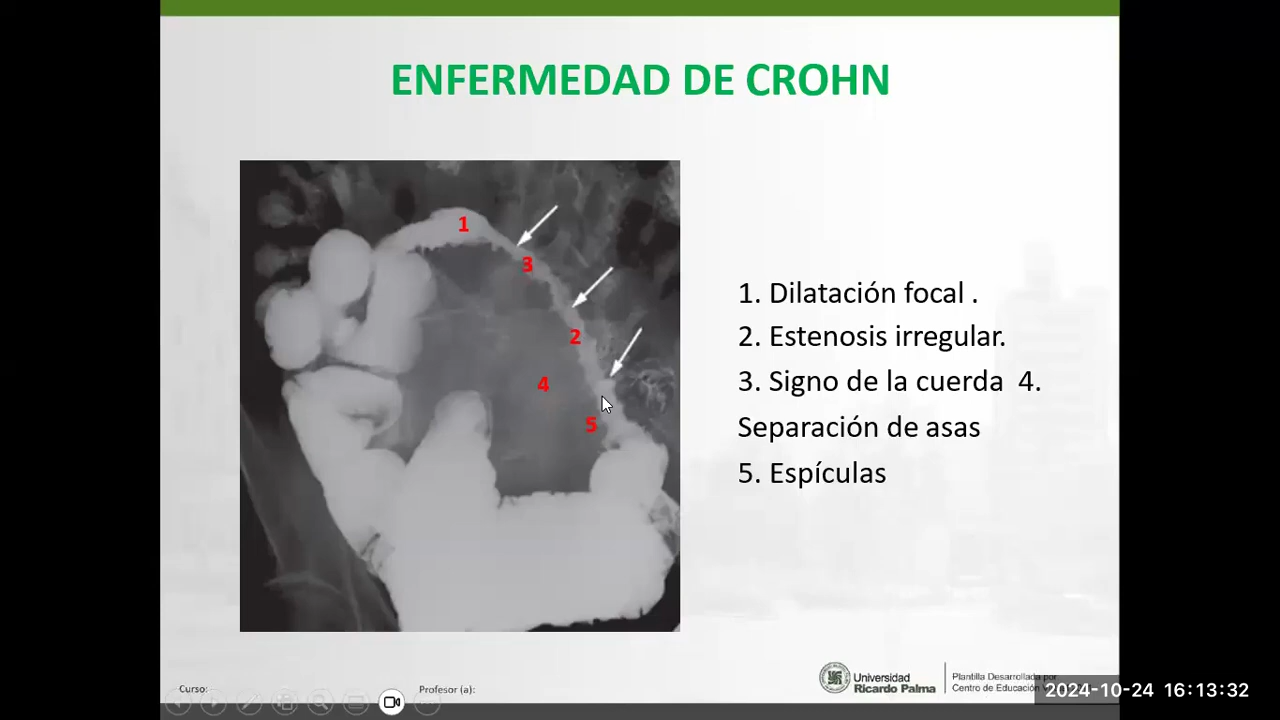 ENFERMEDAD DE CROHN
1
3
2
4
5
1. Dilatación focal .
2. Estenosis irregular.
3. Signo de la cuerda 4.
Separación de asas
5. Espículas
Curso:
Profesor (a):
Universidad
Ricardo Palma
Plantilla Desarrollada por
Centro de Educación
2024-10-24 16:13:32